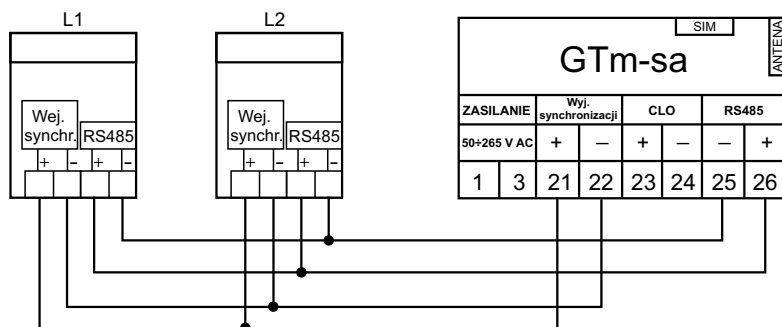 L1
Wej.
synchr.
RS485
+ − + −
L2
Wej.
synchr.
RS485
+ − + −
SIM
ANTENA
GTm-sa
ZASILANIE Wyj. synchronizacji CLO RS485
50÷265 V AC + − + − − +
1 3 21 22 23 24 25 26